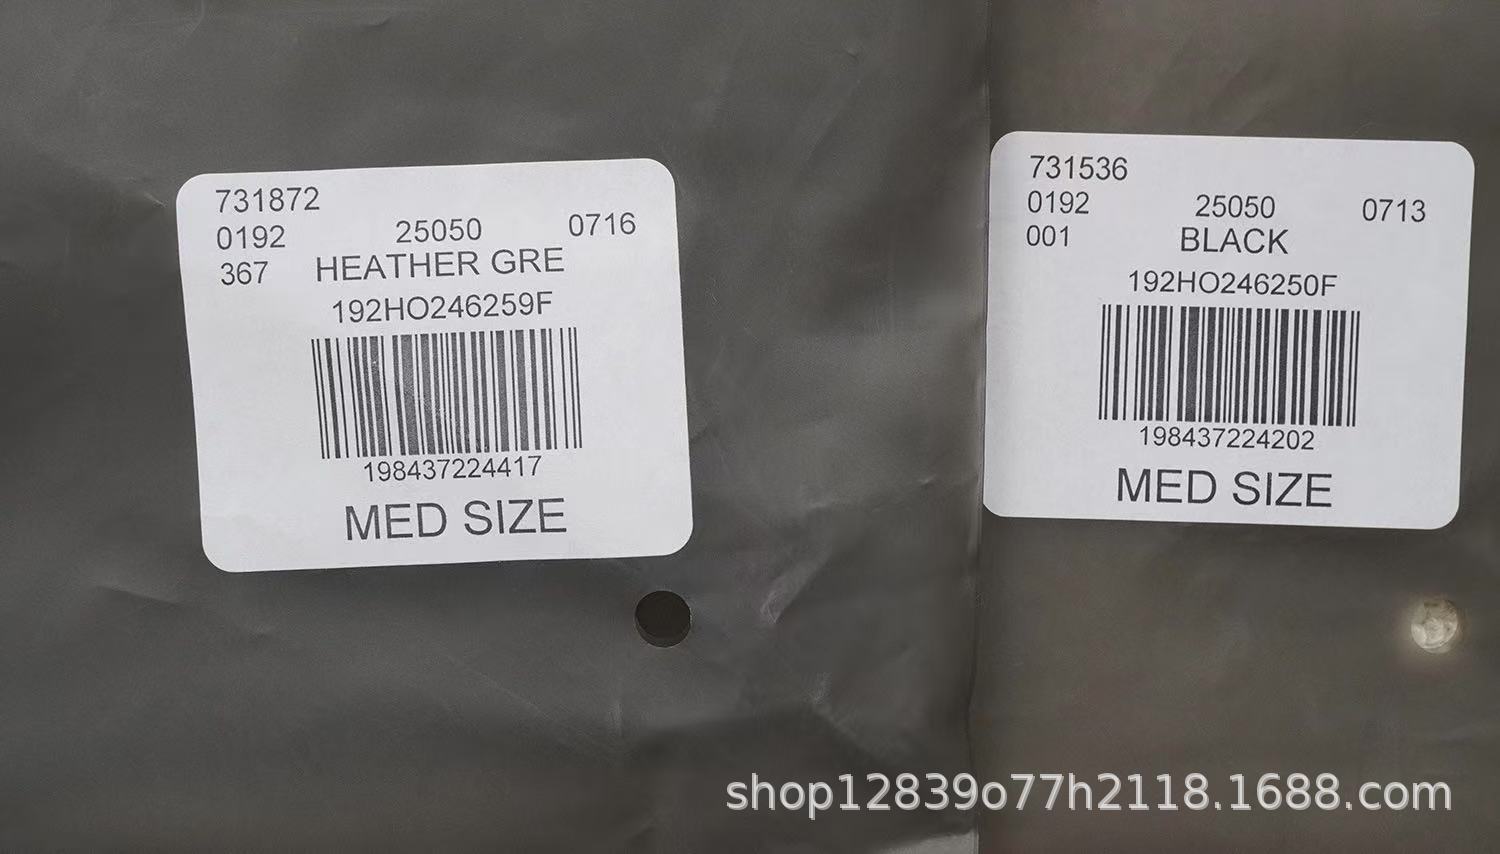 731872
0192 25050 0716
367 HEATHER GRE
192HO246259F
198437224417
MED SIZE
731536
0192 25050 0713
001 BLACK
192HO246250F
198437224202
MED SIZE
shop12839o77h2118.1688.com